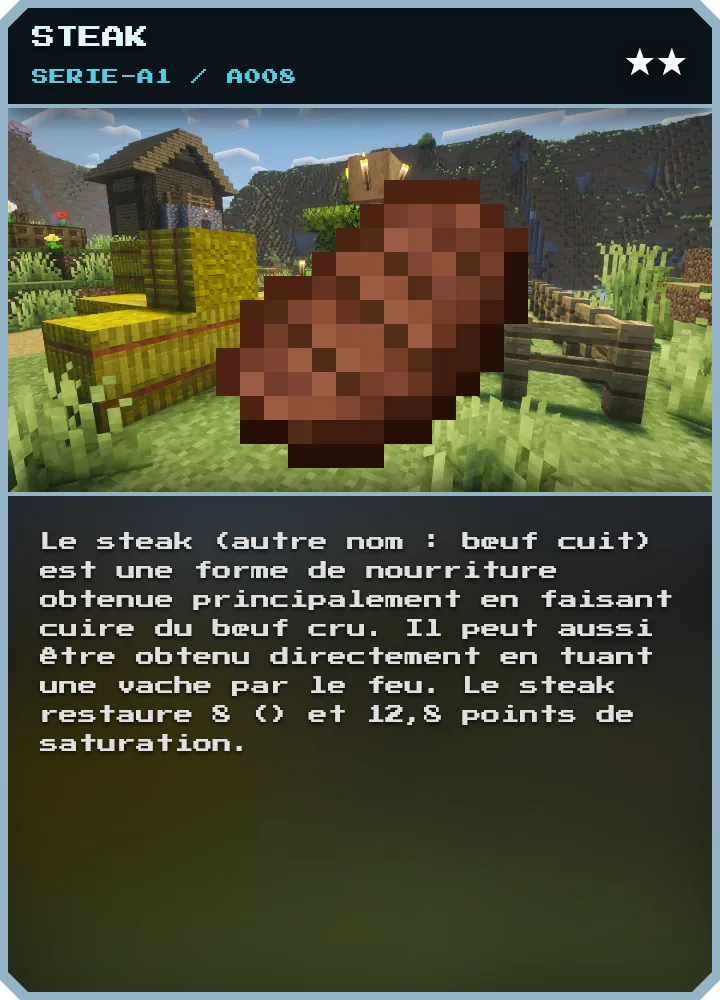 STEAK
SERIE-A1 / A008
★★
Le steak (autre nom : bœuf cuit)
est une forme de nourriture
obtenue principalement en faisant
cuire du bœuf cru. Il peut aussi
être obtenu directement en tuant
une vache par le feu. Le steak
restaure 8 () et 12,8 points de
saturation.